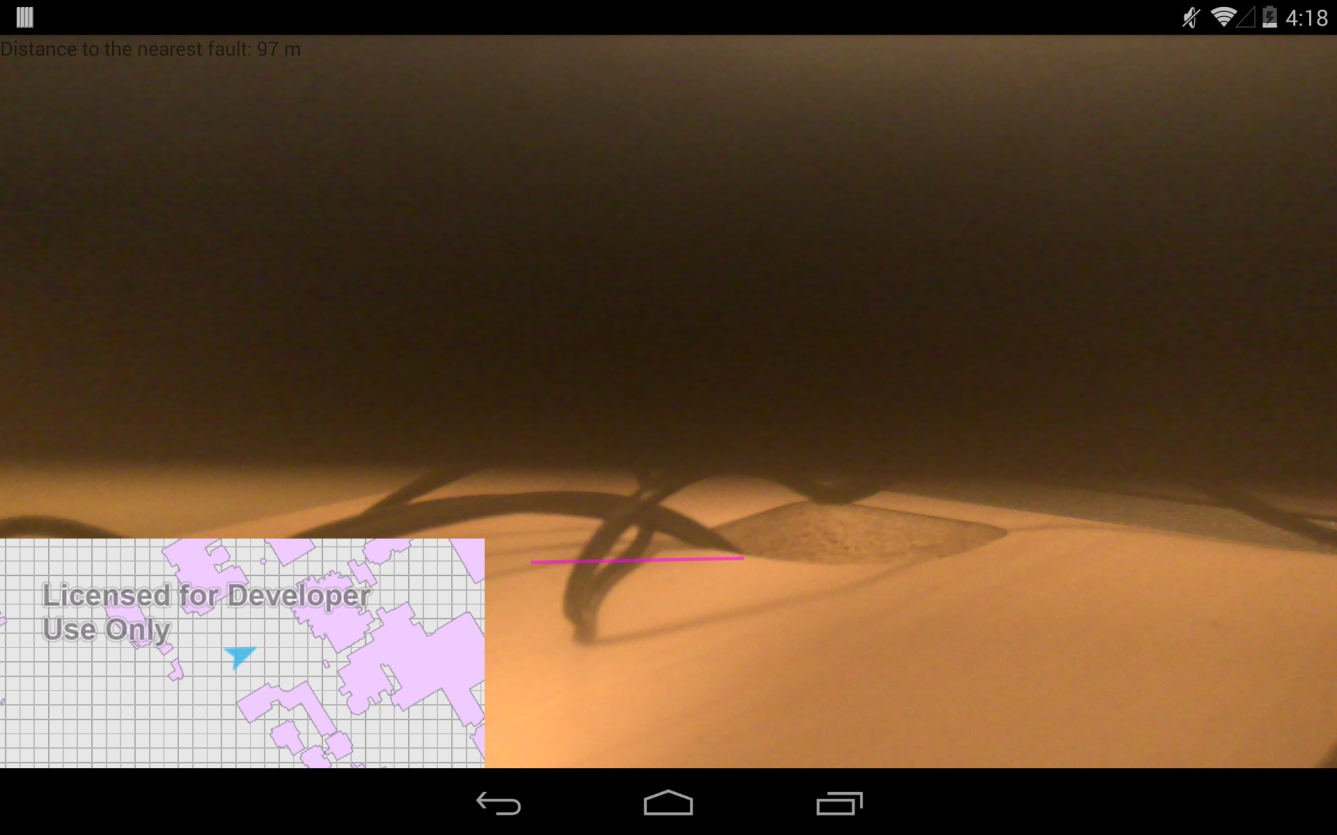 4:18
Distance to the nearest fault: 97 m
Licensed for Developer
Use Only